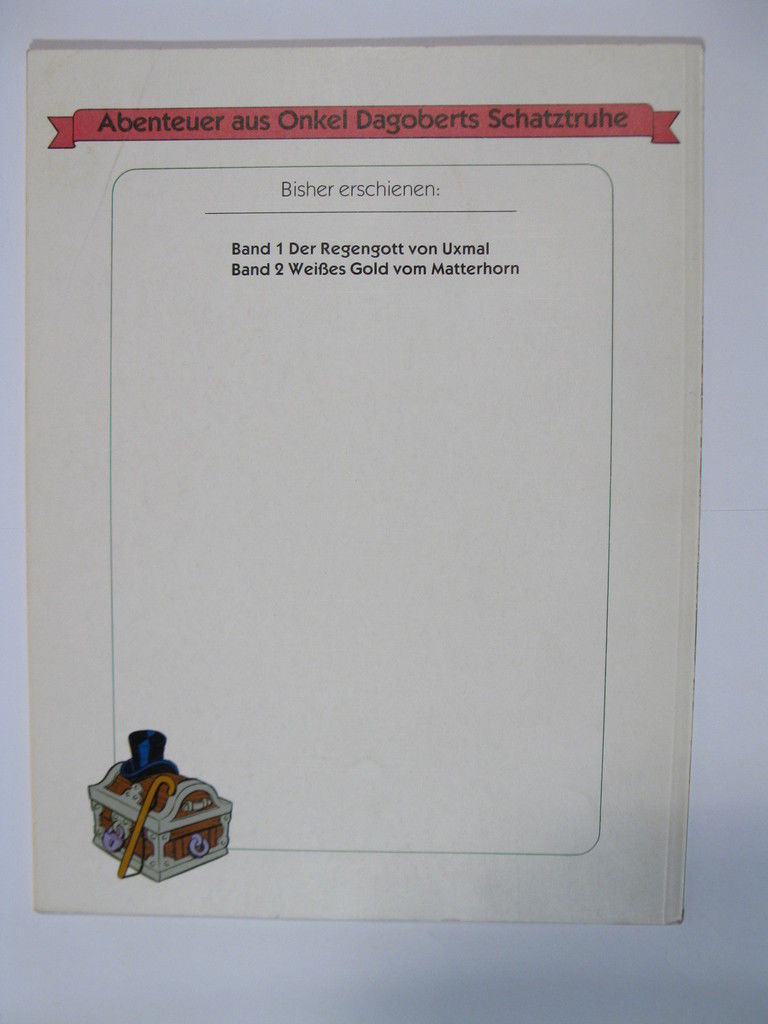 Abenteuer aus Onkel Dagoberts Schatztruhe
Bisher erschienen:
Band 1 Der Regengott von Uxmal
Band 2 Weißes Gold vom Matterhorn